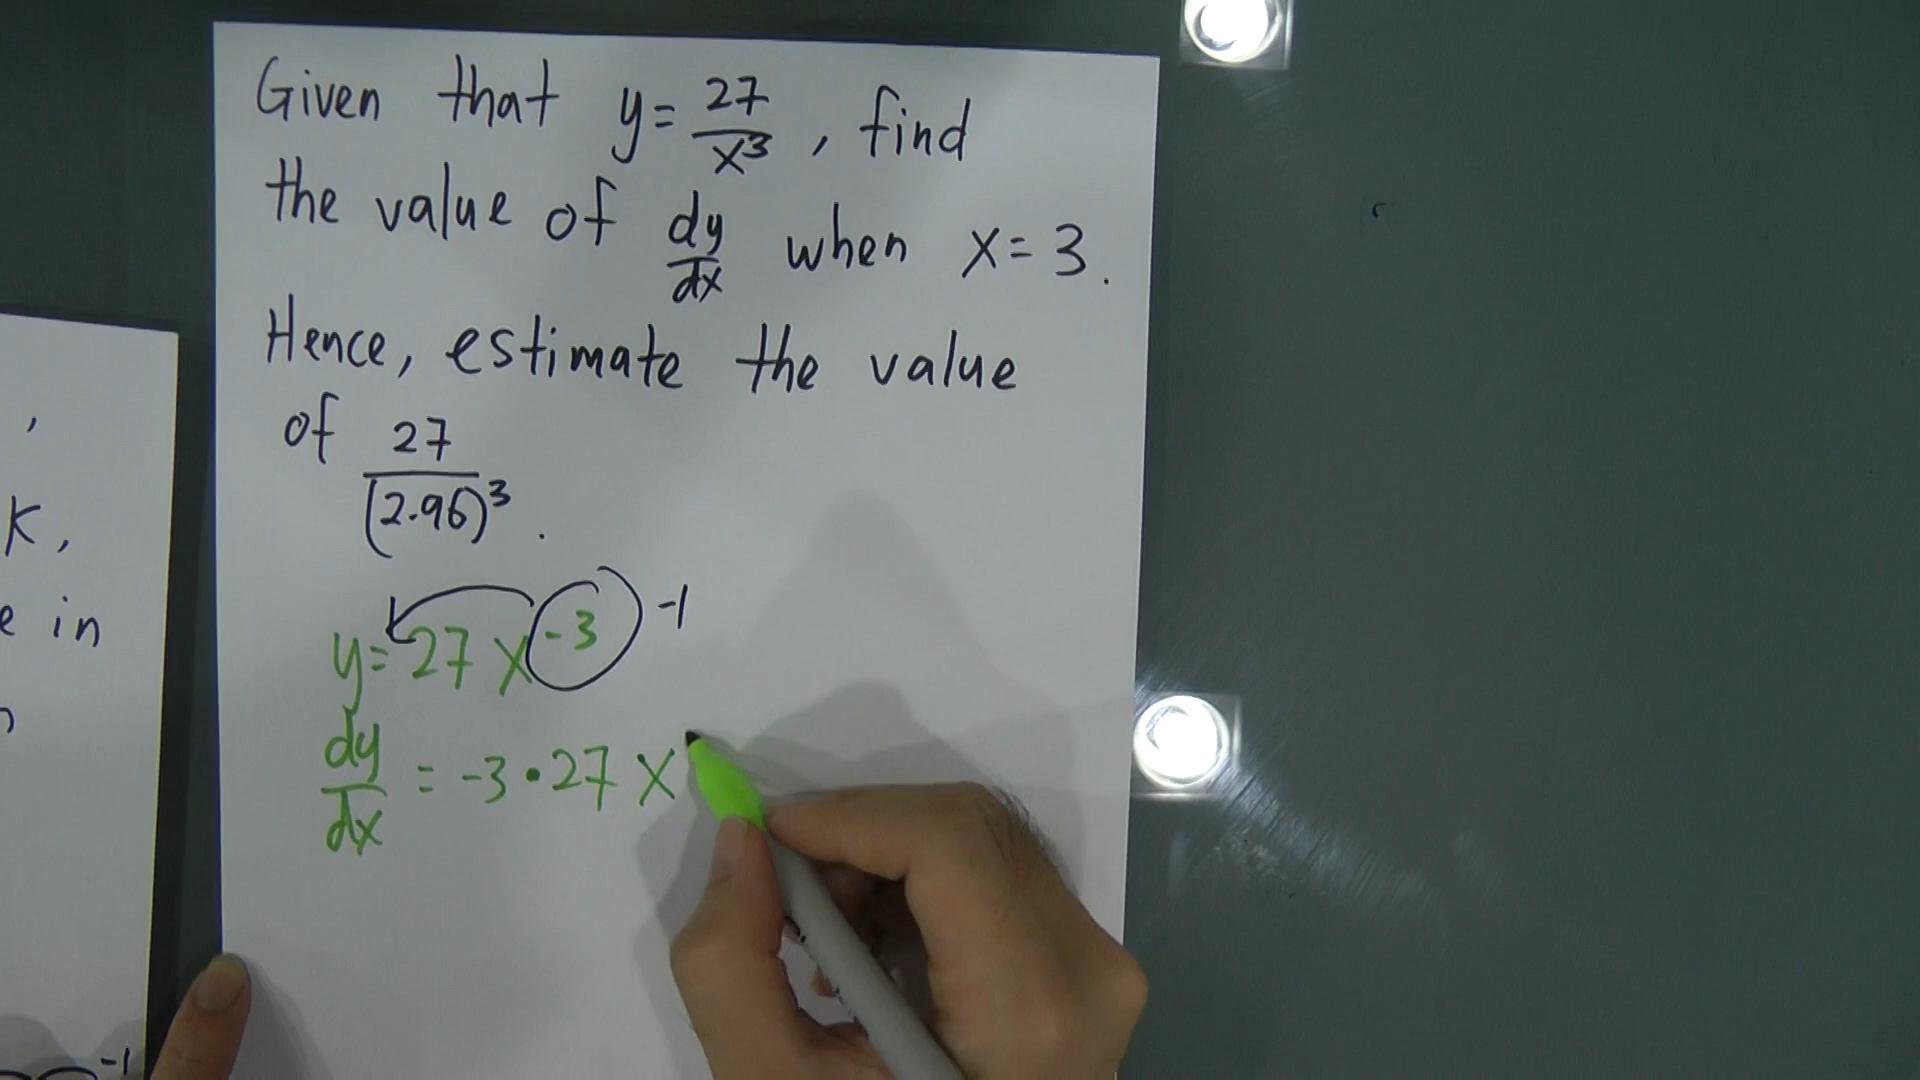 Given that y = 27/x³, find
the value of dy/dx when x = 3.
Hence, estimate the value
of 27/(2.96)³.
y = 27x⁻³ -1
dy/dx = -3·27x
,
K,
e in
-1